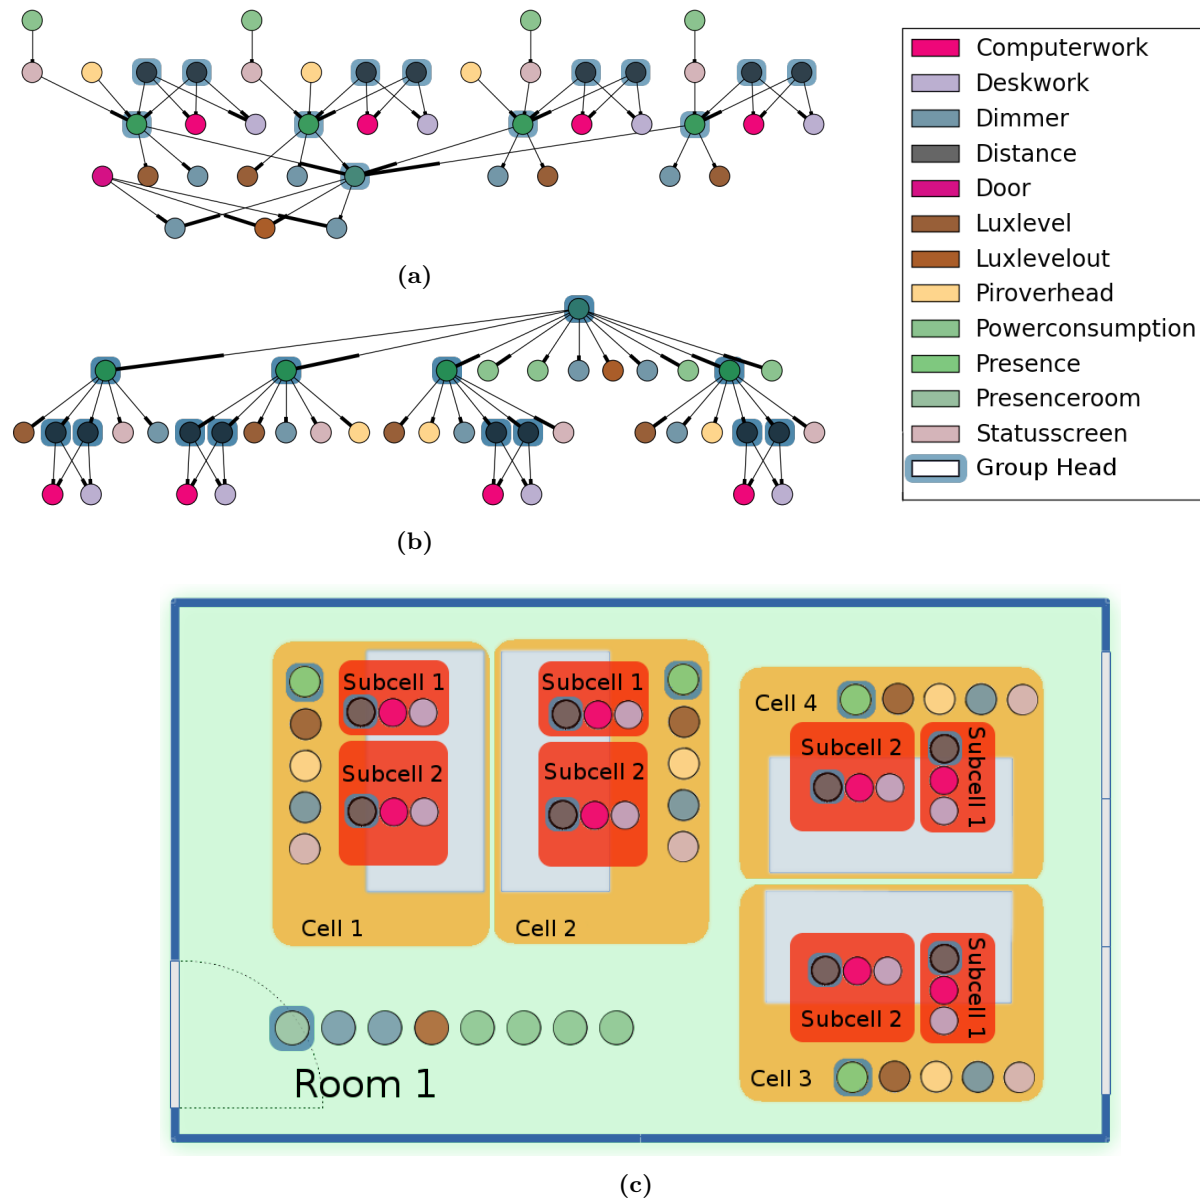 Computerwork
Deskwork
Dimmer
Distance
Door
Luxlevel
Luxlevelout
Piroverhead
Powerconsumption
Presence
Presenceroom
Statusscreen
Group Head
(a)
(b)
Subcell 1
Subcell 2
Cell 1
Subcell 1
Subcell 2
Cell 2
Cell 4
Subcell 2
Subcell 1
Subcell 2
Subcell 1
Cell 3
Room 1
(c)